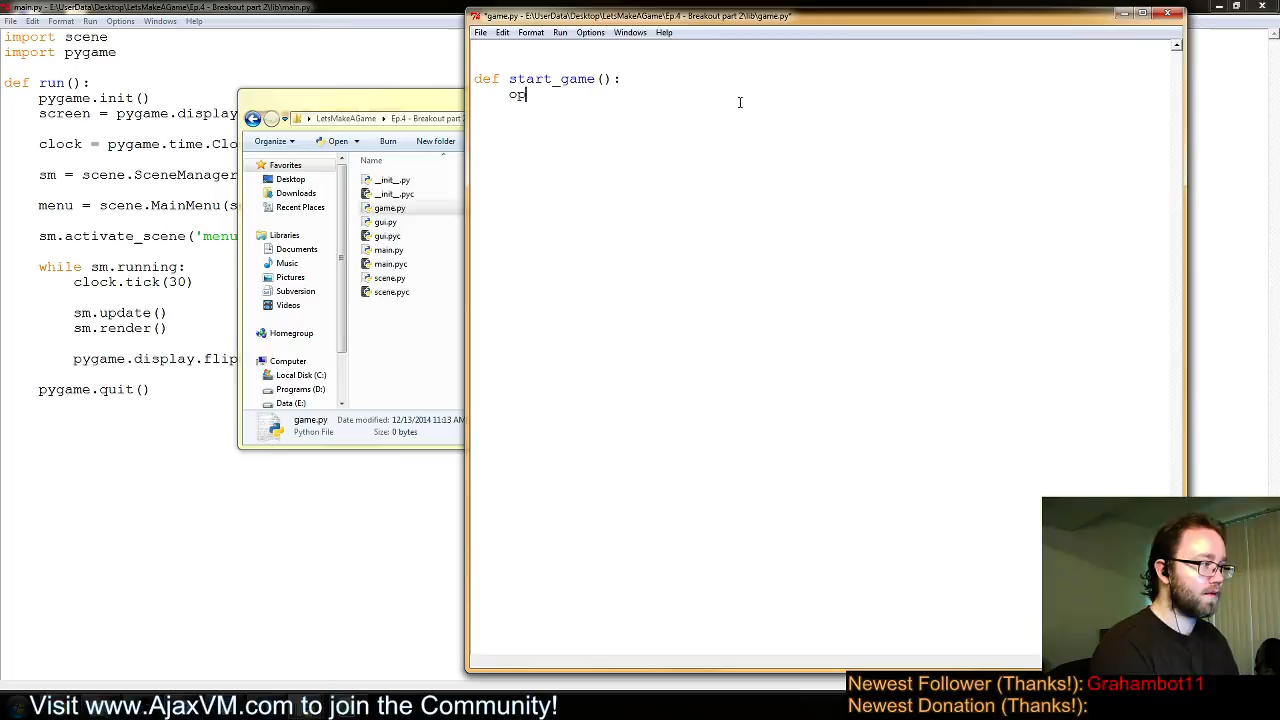 main.py - E:\UserData\Desktop\LetsMakeAGame\Ep.4 - Breakout part 2\lib\main.py
File Edit Format Run Options Windows Help
import scene
import pygame
def run():
pygame.init()
screen = pygame.display
clock = pygame.time.Clo
sm = scene.SceneManager
menu = scene.MainMenu(s
sm.activate_scene('menu
while sm.running:
clock.tick(30)
sm.update()
sm.render()
pygame.display.flip
pygame.quit()
LetsMakeAGame Ep.4 - Breakout part 2
Organize Open Burn New folder
Favorites
Desktop
Downloads
Recent Places
Libraries
Documents
Music
Pictures
Subversion
Videos
Homegroup
Computer
Local Disk (C:)
Programs (D:)
Data (E:)
Name
__init__.py
__init__.pyc
game.py
gui.py
gui.pyc
main.py
main.pyc
scene.py
scene.pyc
game.py Date modified: 12/13/2014 11:13 AM
Python File Size: 0 bytes
*game.py - E:\UserData\Desktop\LetsMakeAGame\Ep.4 - Breakout part 2\lib\game.py*
File Edit Format Run Options Windows Help
def start_game():
op
Visit www.AjaxVM.com to join the Community!
Newest Follower (Thanks!): Grahambot11
Newest Donation (Thanks!):